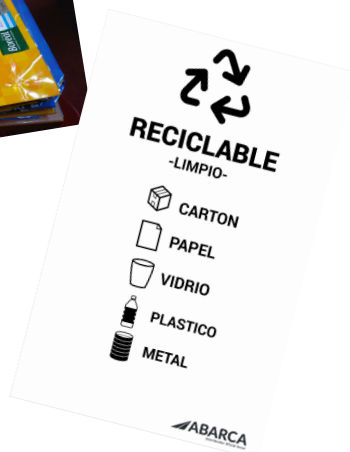 RECICLABLE
-LIMPIO-
CARTON
PAPEL
VIDRIO
PLASTICO
METAL
ABARCA